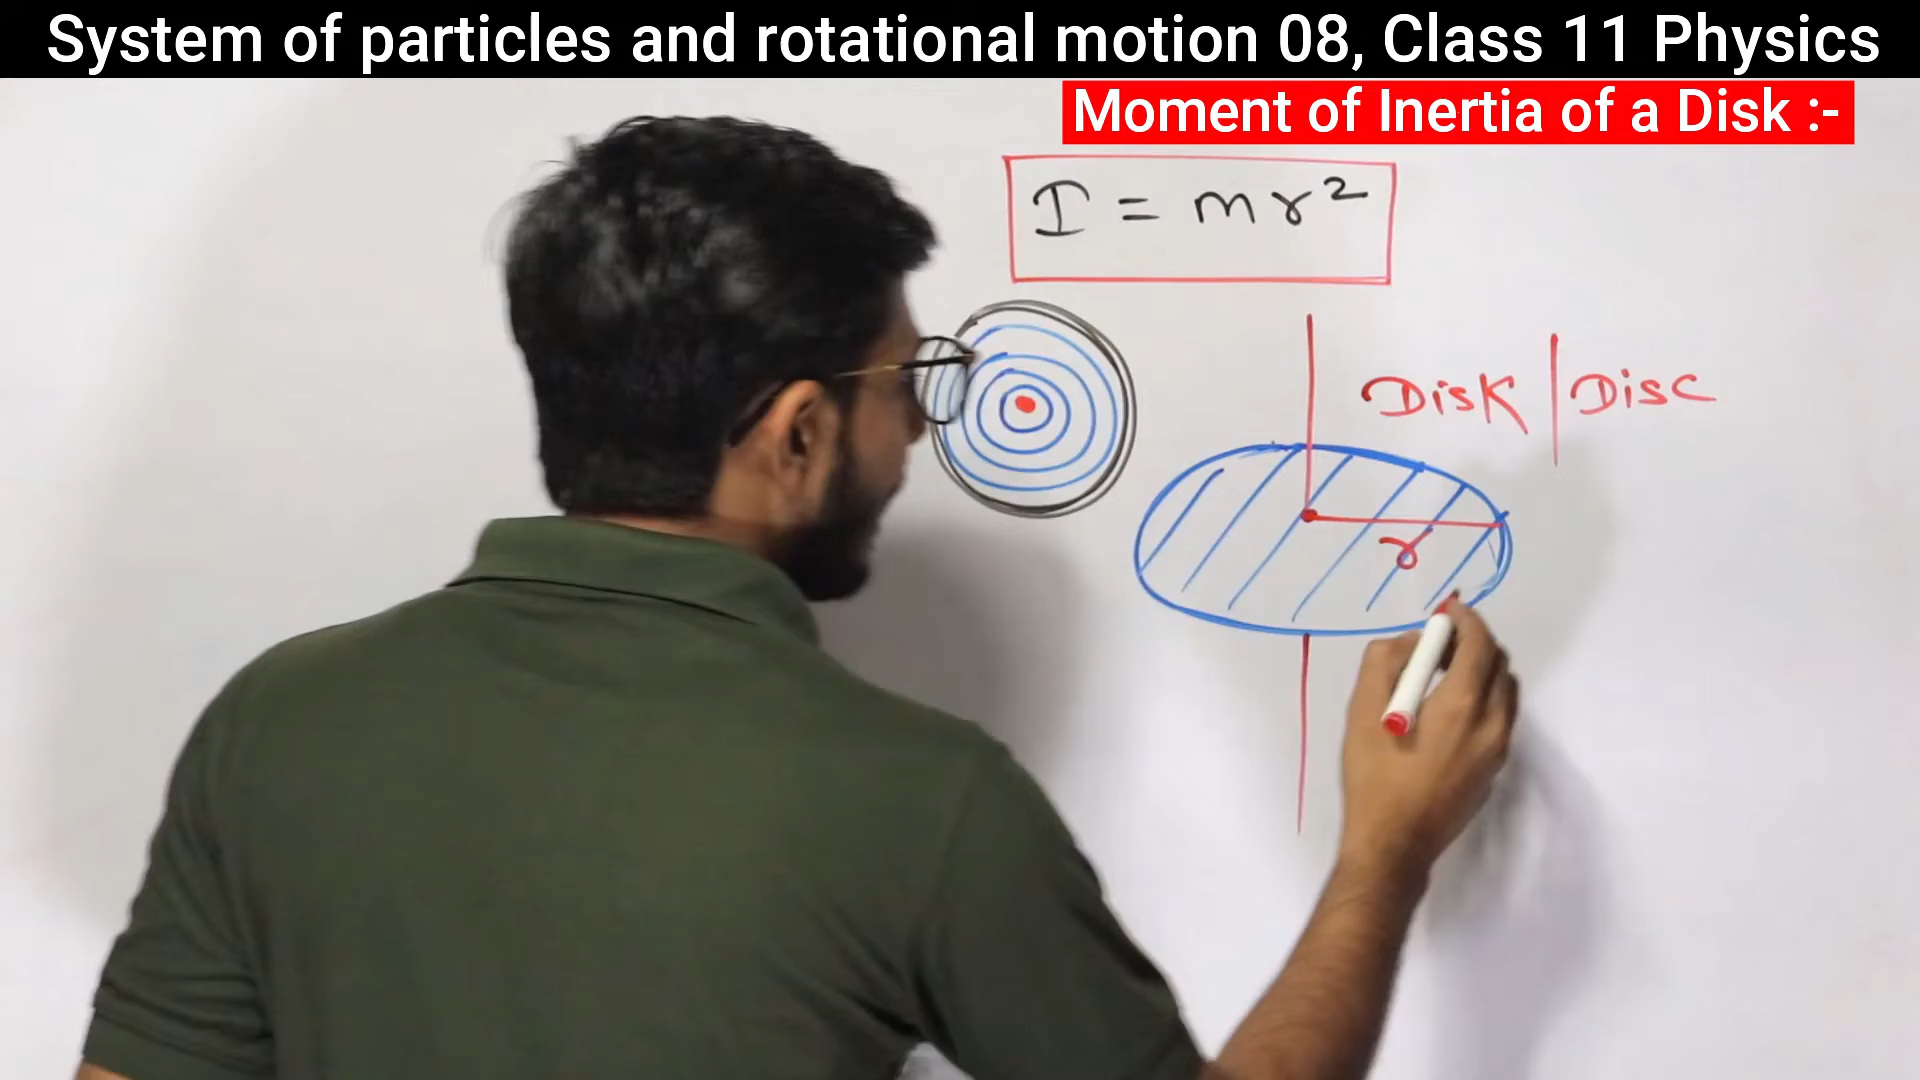 System of particles and rotational motion 08, Class 11 Physics
Moment of Inertia of a Disk :-
I = mr²
Disk | Disc
r